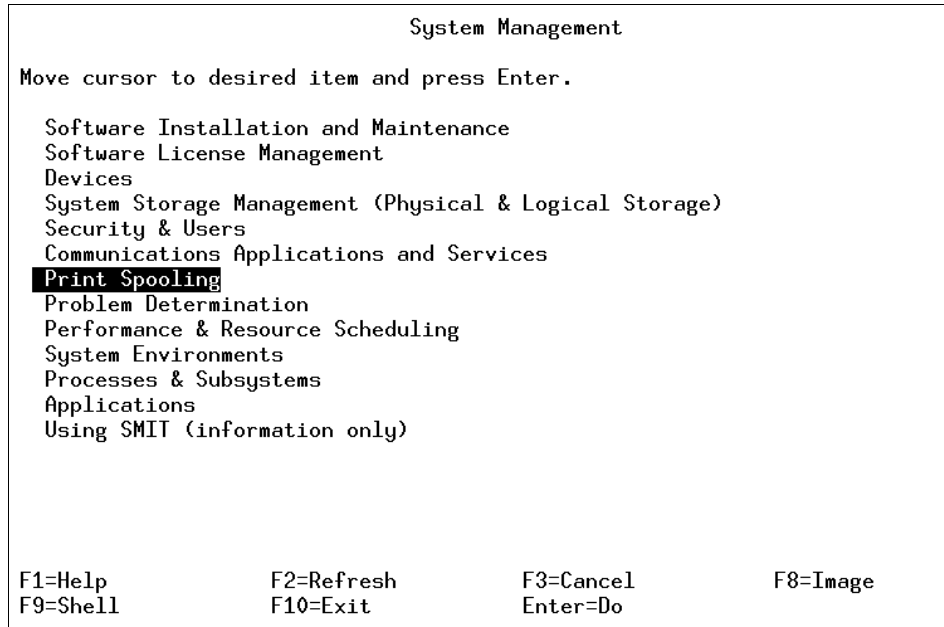 System Management
Move cursor to desired item and press Enter.
Software Installation and Maintenance
Software License Management
Devices
System Storage Management (Physical & Logical Storage)
Security & Users
Communications Applications and Services
Print Spooling
Problem Determination
Performance & Resource Scheduling
System Environments
Processes & Subsystems
Applications
Using SMIT (information only)
F1=Help F2=Refresh F3=Cancel F8=Image
F9=Shell F10=Exit Enter=Do